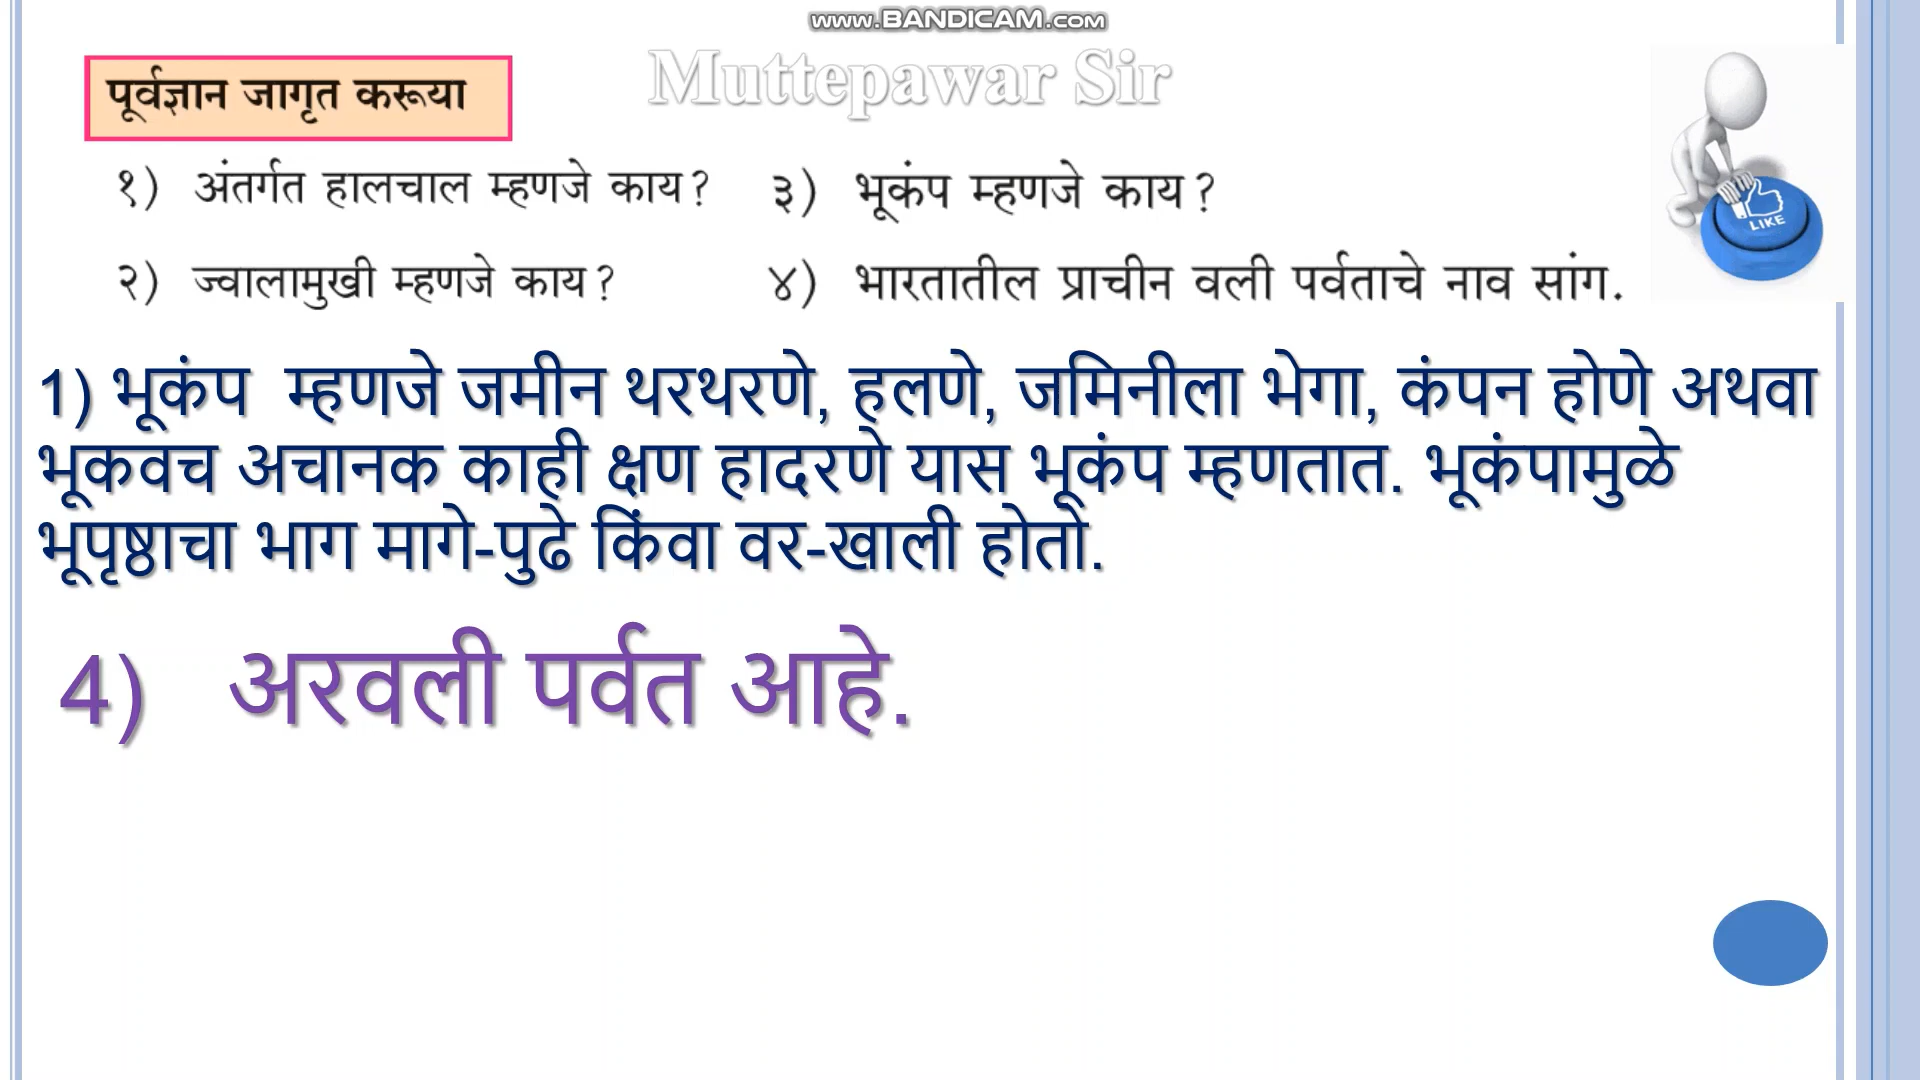 www.BANDICAM.com
Muttepawar Sir
पूर्वज्ञान जागृत करूया
१) अंतर्गत हालचाल म्हणजे काय?
३) भूकंप म्हणजे काय?
२) ज्वालामुखी म्हणजे काय?
४) भारतातील प्राचीन वली पर्वताचे नाव सांग.
LIKE
1) भूकंप म्हणजे जमीन थरथरणे, हलणे, जमिनीला भेगा, कंपन होणे अथवा
भूकवच अचानक काही क्षण हादरणे यास भूकंप म्हणतात. भूकंपामुळे
भूपृष्ठाचा भाग मागे-पुढे किंवा वर-खाली होतो.
4) अरवली पर्वत आहे.